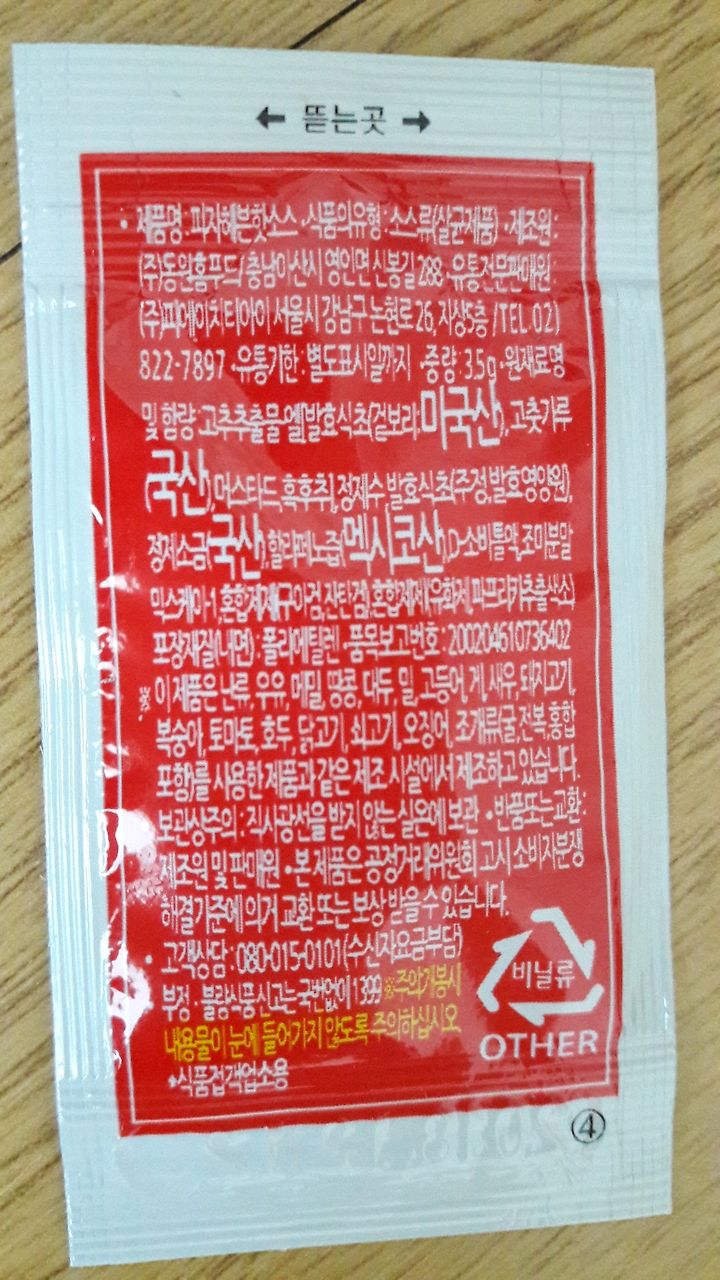 ← 뜯는곳 →
• 제품명 : 피자헤븐핫소스 •식품의유형 : 소스류(살균제품) •제조원 :
(주)동원홈푸드/ 충남아산시 영인면 신봉길 288 •유통전문판매원 :
(주)피에이치티아이 서울시 강남구 논현로 26, 지상5층 /TEL. 02)
822-7897 •유통기한 : 별도표시일까지 •중량 : 3.5g •원재료명
및 함량 : 고추추출물-엠[발효식초(겉보리:미국산), 고춧가루
(국산)], 머스타드, 흑후추], 정제수, 발효식초(주정,발효영양원),
정제소금(국산), 할라피노즙(멕시코산), D-소비톨액, 조미분말
믹스케이-1, 혼합제제(구아검,잔탄검), 혼합제제(유화제,파프리카추출색소)
포장재질(내면) : 폴리에틸렌 •품목보고번호 : 200204610736402
※ 이 제품은 난류, 우유, 메밀, 땅콩, 대두, 밀, 고등어, 게, 새우, 돼지고기,
복숭아, 토마토, 호두, 닭고기, 쇠고기, 오징어, 조개류(굴,전복,홍합
포함)를 사용한 제품과 같은 제조 시설에서 제조하고 있습니다.
보관상주의 : 직사광선을 받지 않는 실온에 보관 •반품또는교환 :
제조원 및 판매원 •본 제품은 공정거래위원회 고시 소비자분쟁
해결기준에 의거 교환 또는 보상 받을 수 있습니다.
• 고객상담 : 080-015-0101(수신자요금부담)
부정 · 불량식품신고는 국번없이 1399 ※주의:개봉시
내용물이 눈에 들어가지 않도록 주의하십시오.
•식품접객업소용
비닐류
OTHER
④